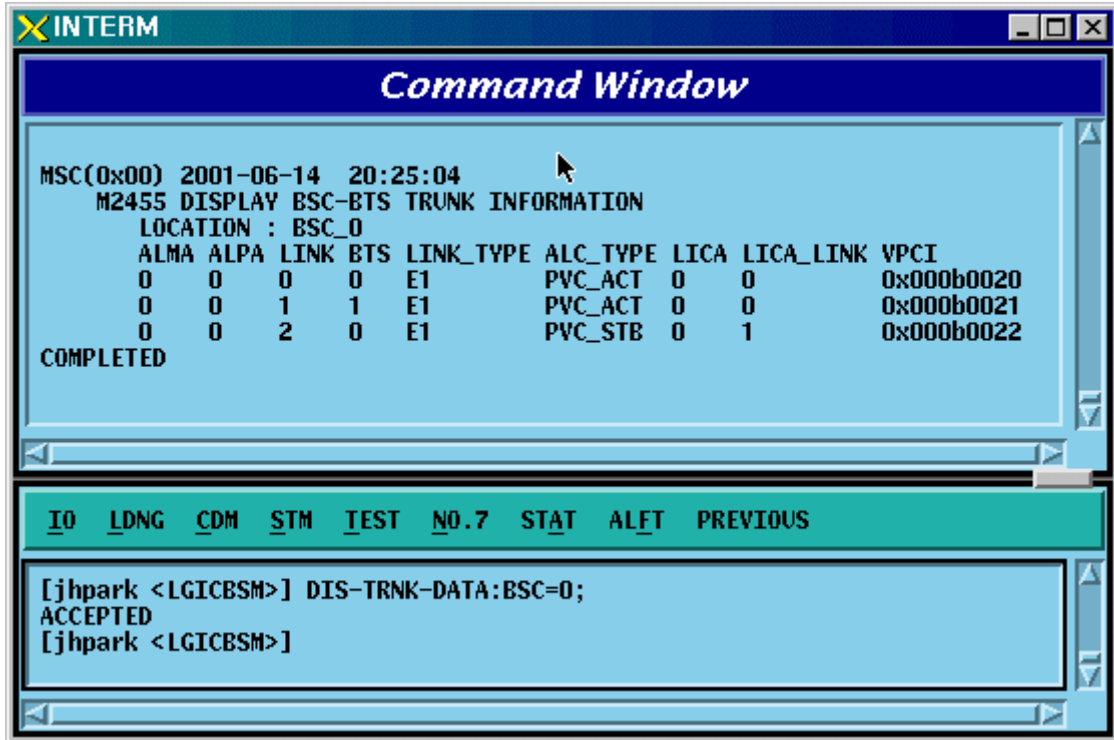 INTERM
Command Window
MSC(0x00) 2001-06-14 20:25:04
M2455 DISPLAY BSC-BTS TRUNK INFORMATION
LOCATION : BSC_0
ALMA ALPA LINK BTS LINK_TYPE ALC_TYPE LICA LICA_LINK VPCI
0 0 0 0 E1 PVC_ACT 0 0 0x000b0020
0 0 1 1 E1 PVC_ACT 0 0 0x000b0021
0 0 2 0 E1 PVC_STB 0 1 0x000b0022
COMPLETED
IO LDNG CDM STM TEST NO.7 STAT ALFT PREVIOUS
[jhpark <LGICBSM>] DIS-TRNK-DATA:BSC=0;
ACCEPTED
[jhpark <LGICBSM>]